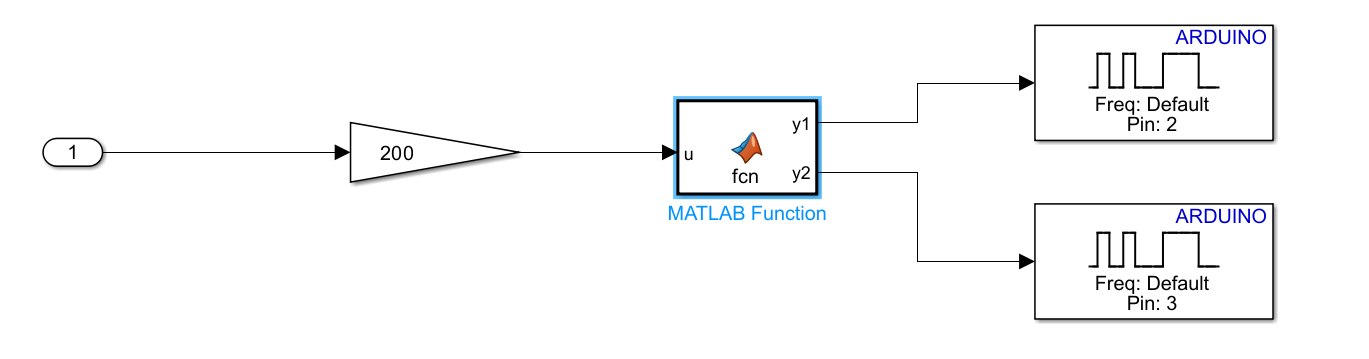 1
200
u
y1
fcn
y2
MATLAB Function
ARDUINO
Freq: Default
Pin: 2
ARDUINO
Freq: Default
Pin: 3